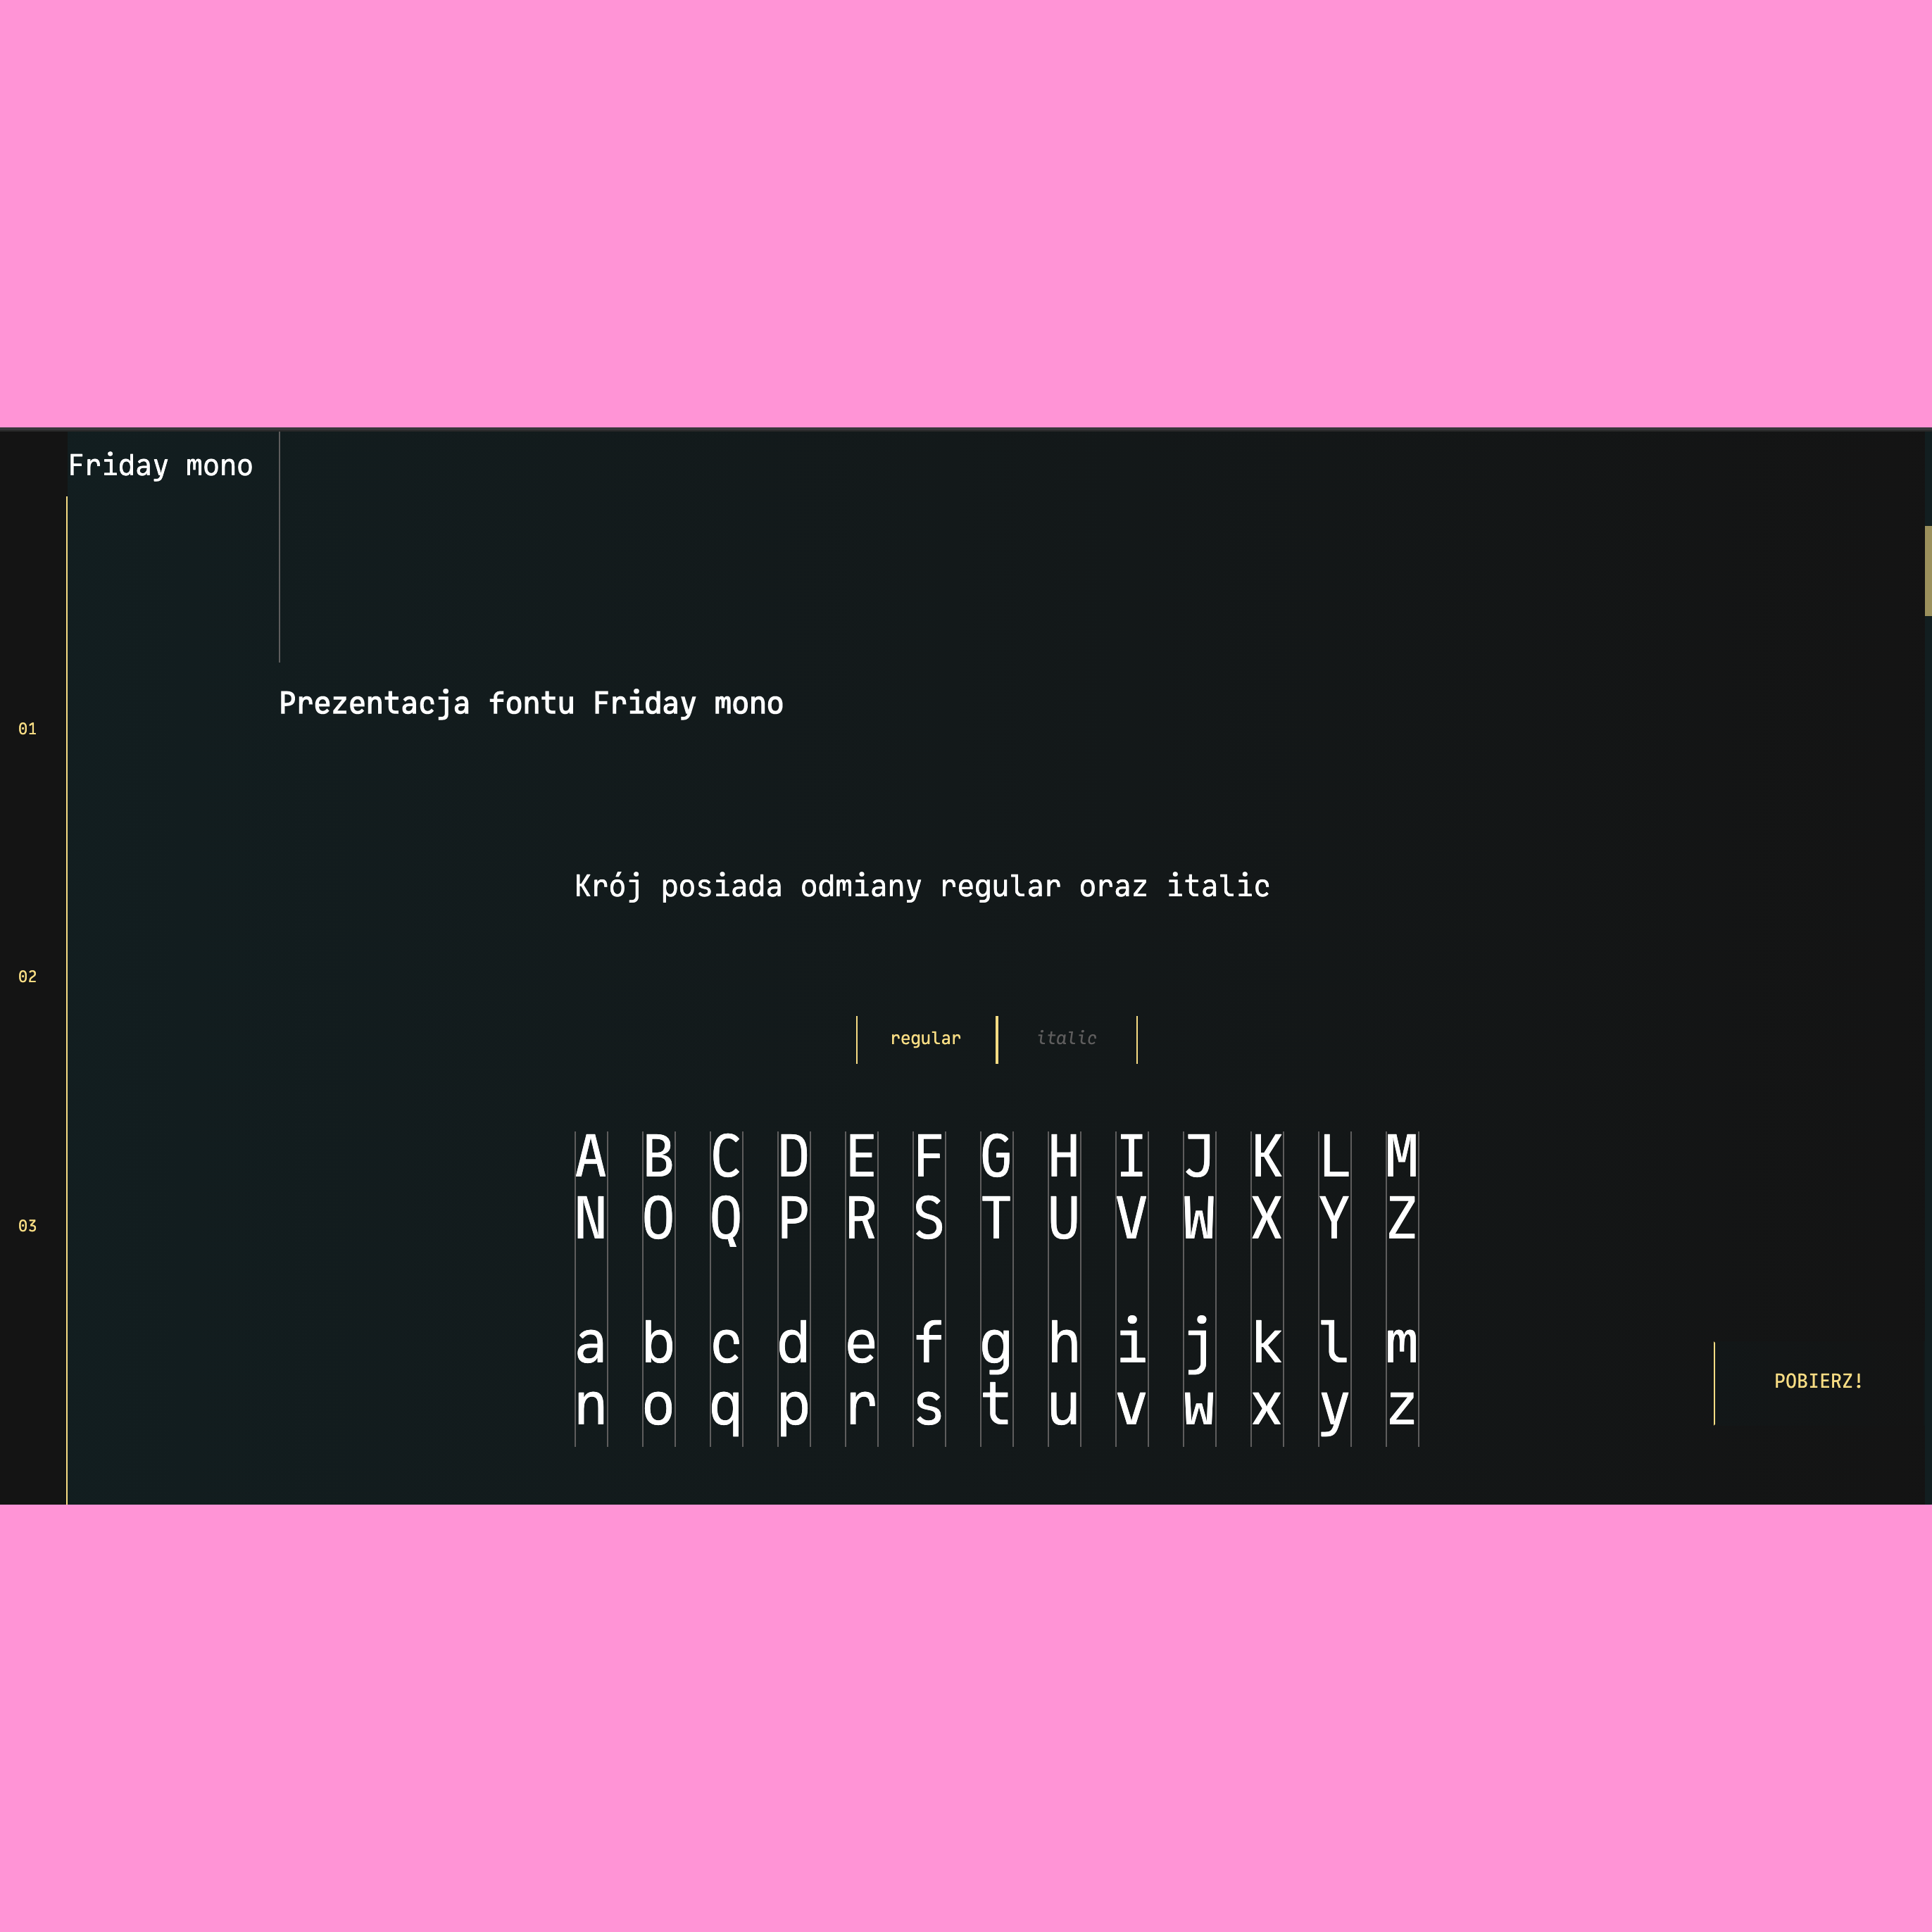 Friday mono
Prezentacja fontu Friday mono
01
Krój posiada odmiany regular oraz italic
02
regular italic
A B C D E F G H I J K L M
N O Q P R S T U V W X Y Z
03
a b c d e f g h i j k l m
n o q p r s t u v w x y z
POBIERZ!